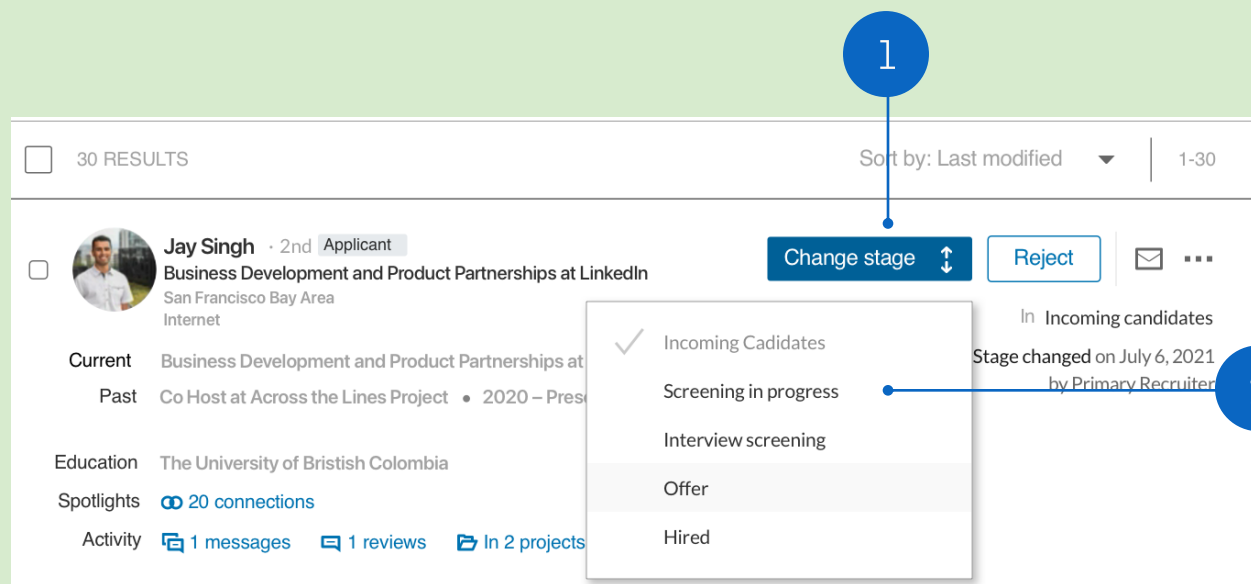 1
30 RESULTS
Sort by: Last modified
1-30
Jay Singh · 2nd Applicant
Business Development and Product Partnerships at LinkedIn
San Francisco Bay Area
Internet
Change stage
Reject
In Incoming candidates
Stage changed on July 6, 2021
by Primary Recruiter
Incoming Cadidates
Screening in progress
Interview screening
Offer
Hired
Current Business Development and Product Partnerships at
Past Co Host at Across the Lines Project • 2020 –
Education The University of Bristish Colombia
Spotlights 20 connections
Activity 1 messages 1 reviews In 2 projects